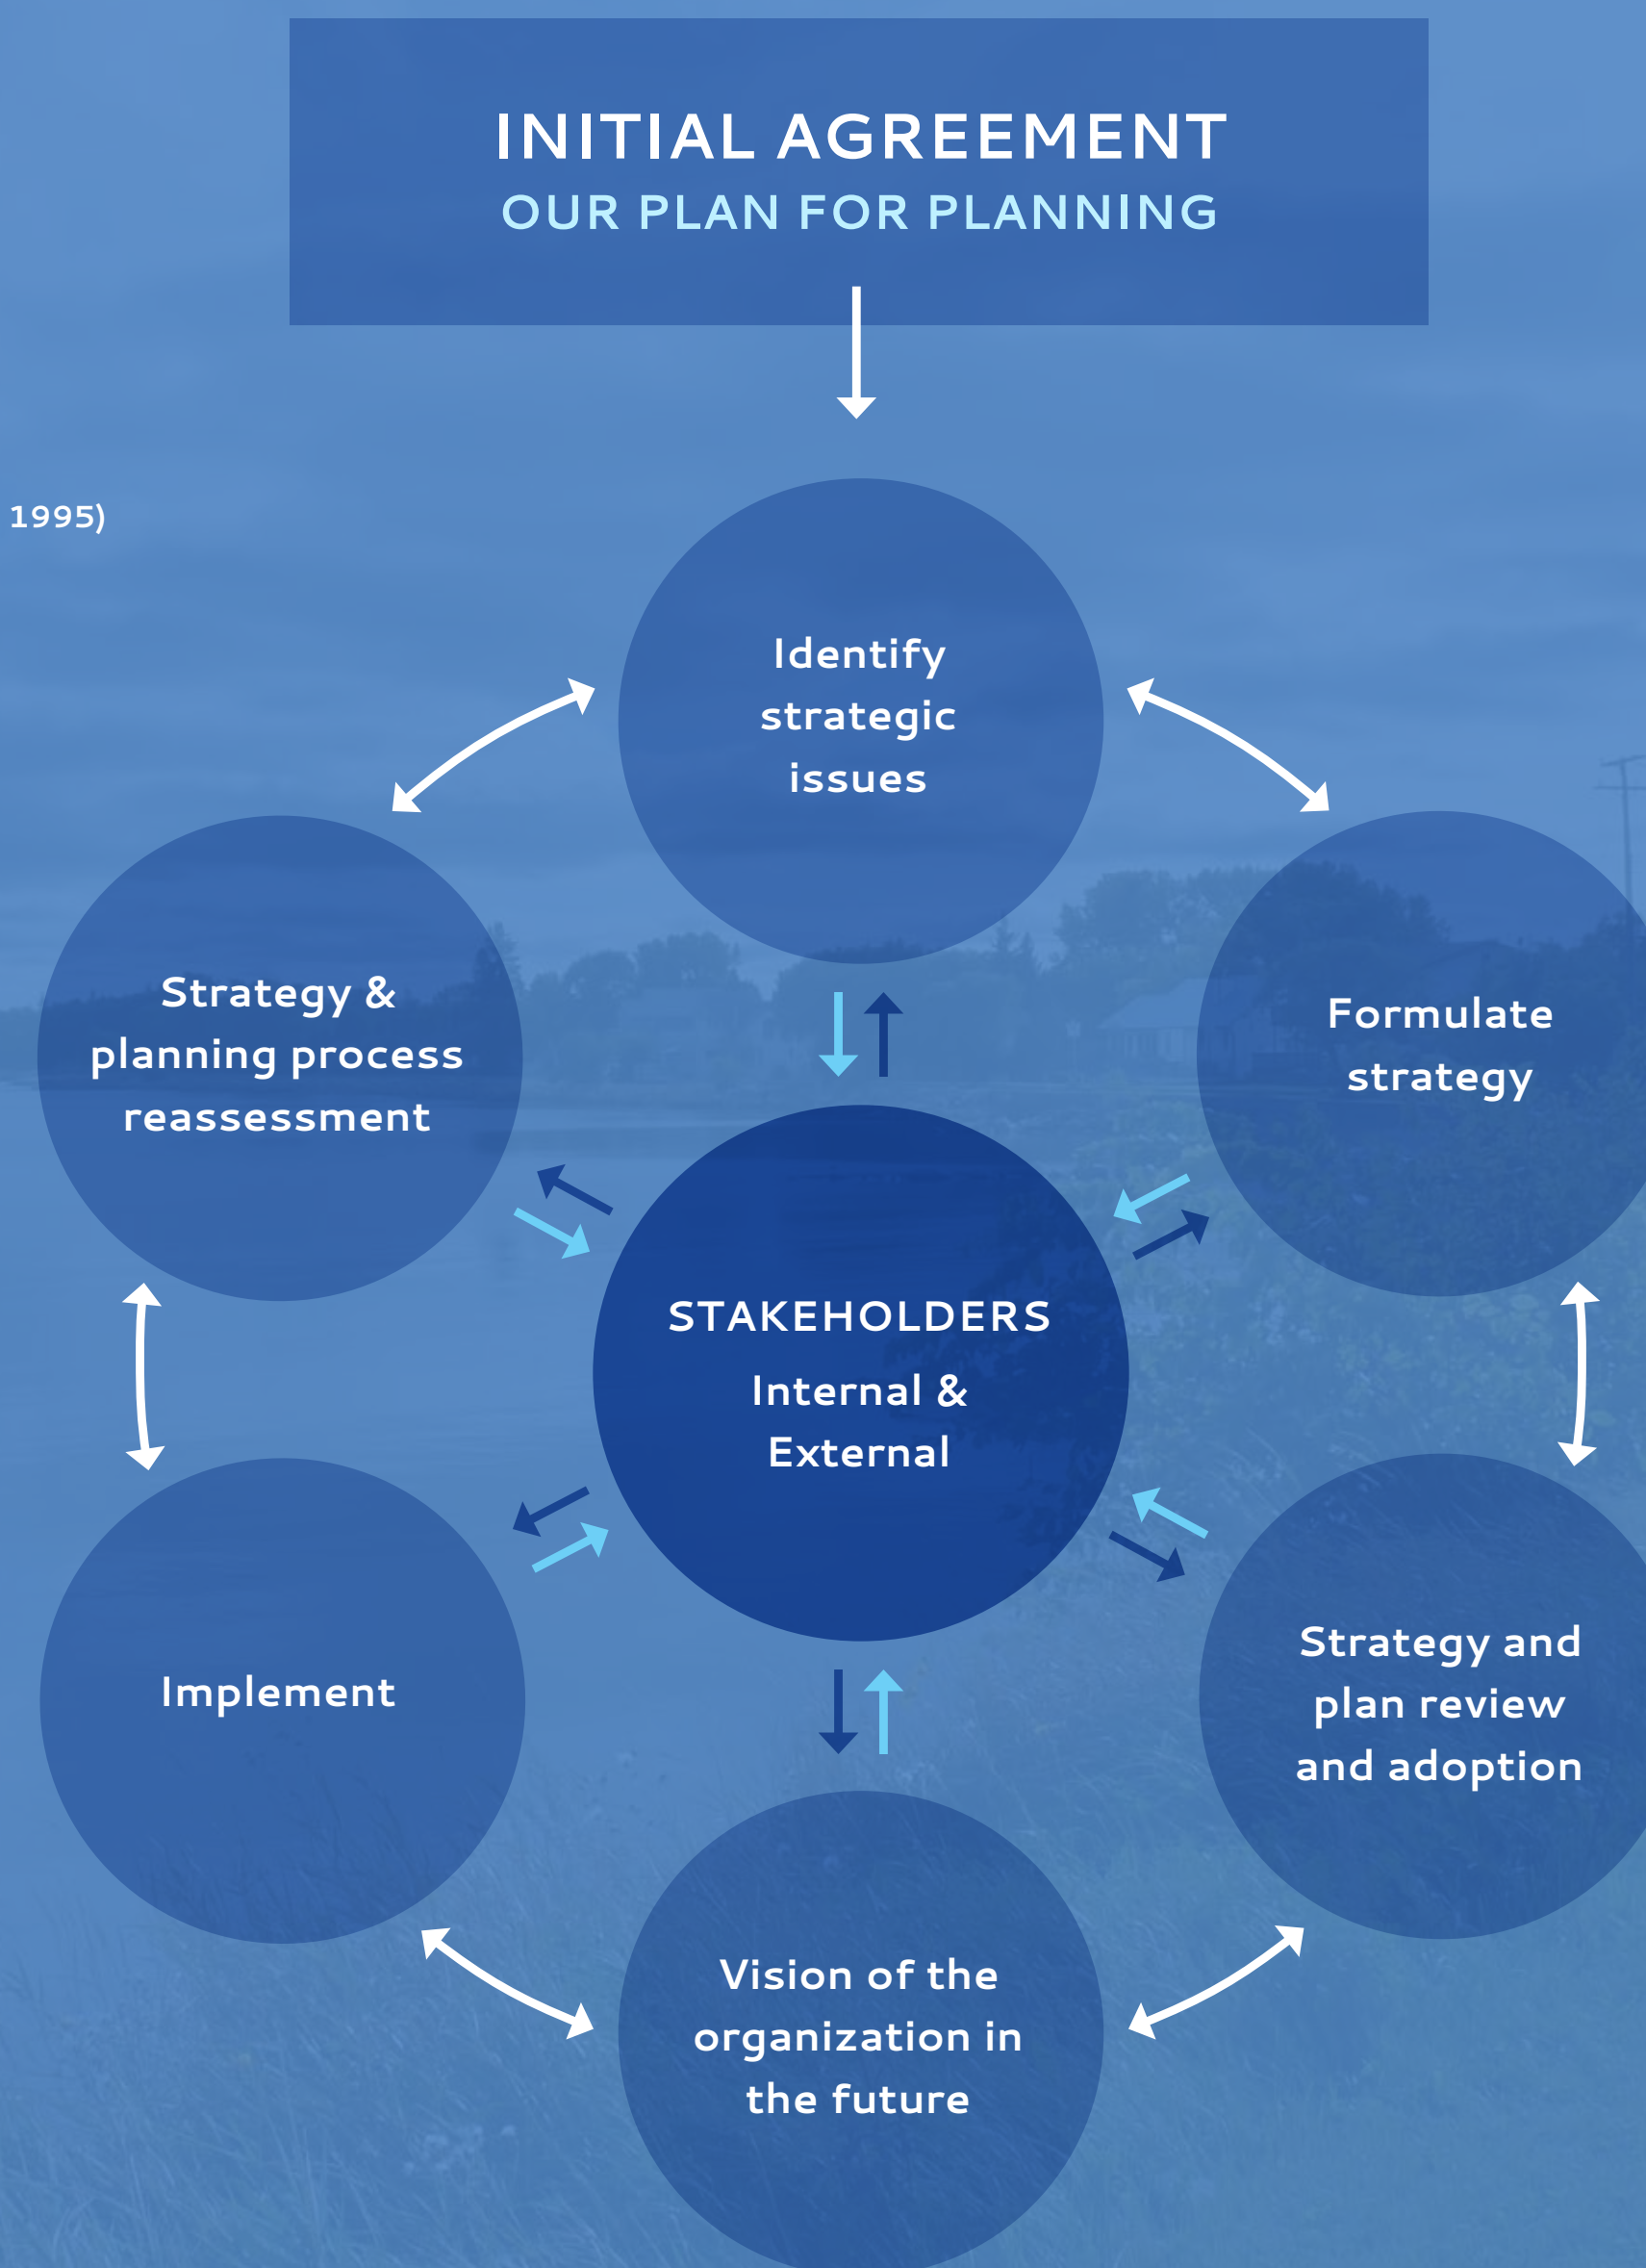 INITIAL AGREEMENT
OUR PLAN FOR PLANNING
1995)
Identify
strategic
issues
Strategy &
planning process
reassessment
Formulate
strategy
STAKEHOLDERS
Internal &
External
Implement
Strategy and
plan review
and adoption
Vision of the
organization in
the future